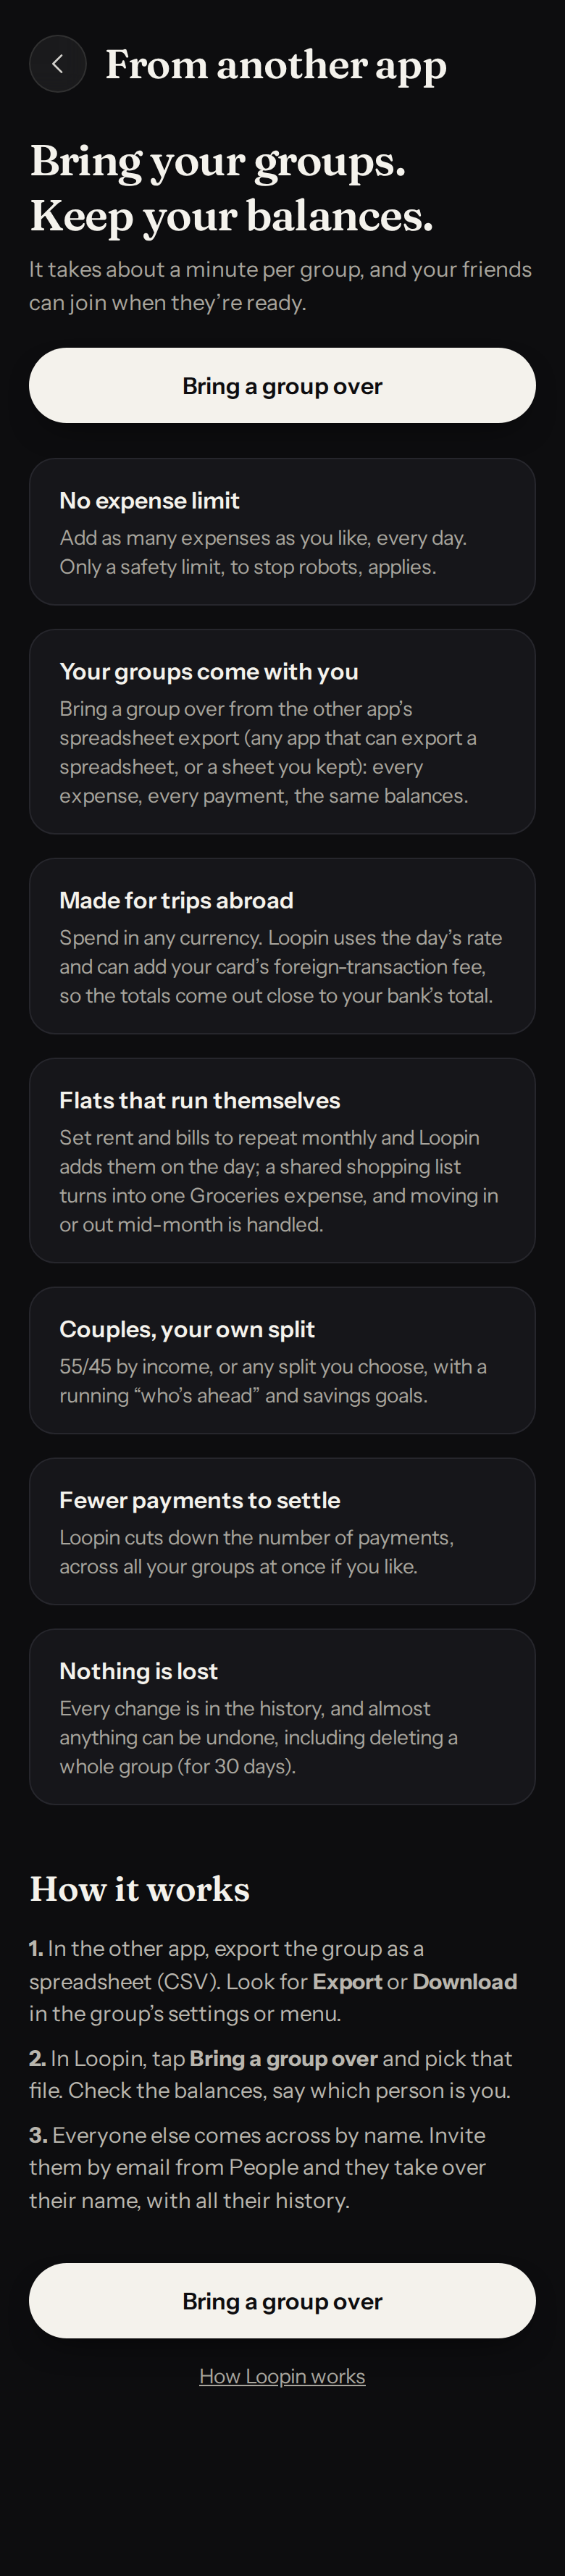 From another app
Bring your groups.
Keep your balances.
It takes about a minute per group, and your friends
can join when they’re ready.
Bring a group over
No expense limit
Add as many expenses as you like, every day.
Only a safety limit, to stop robots, applies.
Your groups come with you
Bring a group over from the other app’s
spreadsheet export (any app that can export a
spreadsheet, or a sheet you kept): every
expense, every payment, the same balances.
Made for trips abroad
Spend in any currency. Loopin uses the day’s rate
and can add your card’s foreign-transaction fee,
so the totals come out close to your bank’s total.
Flats that run themselves
Set rent and bills to repeat monthly and Loopin
adds them on the day; a shared shopping list
turns into one Groceries expense, and moving in
or out mid-month is handled.
Couples, your own split
55/45 by income, or any split you choose, with a
running “who’s ahead” and savings goals.
Fewer payments to settle
Loopin cuts down the number of payments,
across all your groups at once if you like.
Nothing is lost
Every change is in the history, and almost
anything can be undone, including deleting a
whole group (for 30 days).
How it works
1. In the other app, export the group as a
spreadsheet (CSV). Look for Export or Download
in the group’s settings or menu.
2. In Loopin, tap Bring a group over and pick that
file. Check the balances, say which person is you.
3. Everyone else comes across by name. Invite
them by email from People and they take over
their name, with all their history.
Bring a group over
How Loopin works